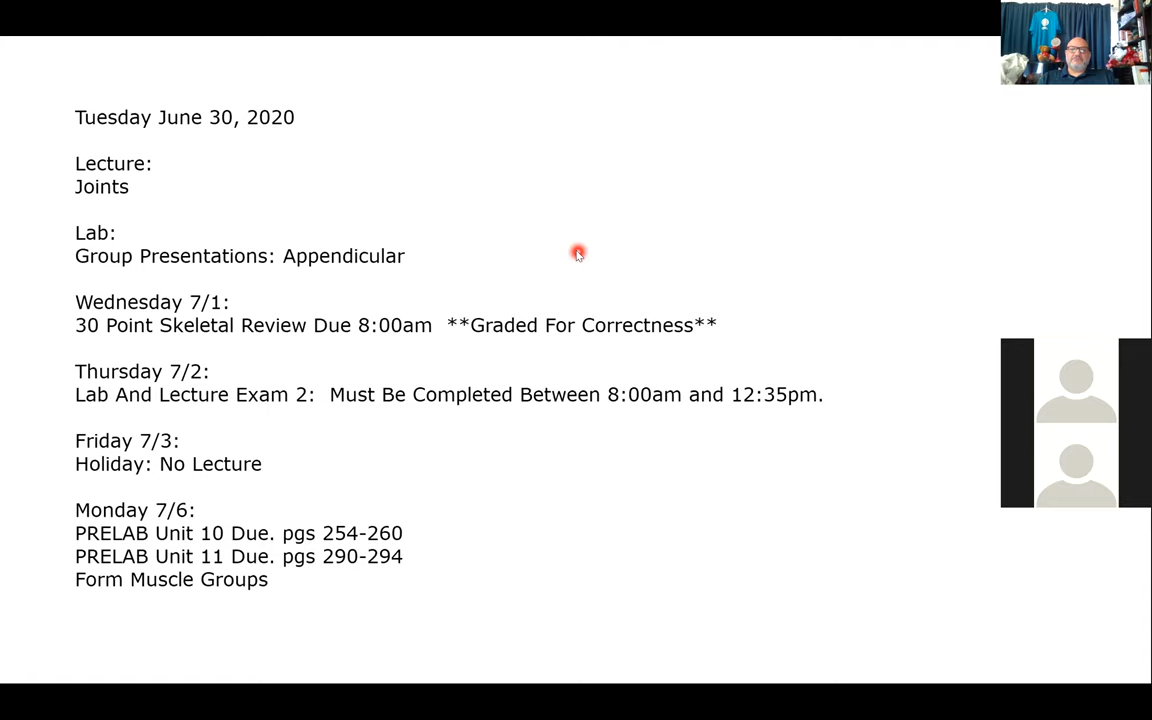 Tuesday June 30, 2020
Lecture:
Joints
Lab:
Group Presentations: Appendicular
Wednesday 7/1:
30 Point Skeletal Review Due 8:00am  **Graded For Correctness**
Thursday 7/2:
Lab And Lecture Exam 2:  Must Be Completed Between 8:00am and 12:35pm.
Friday 7/3:
Holiday: No Lecture
Monday 7/6:
PRELAB Unit 10 Due. pgs 254-260
PRELAB Unit 11 Due. pgs 290-294
Form Muscle Groups